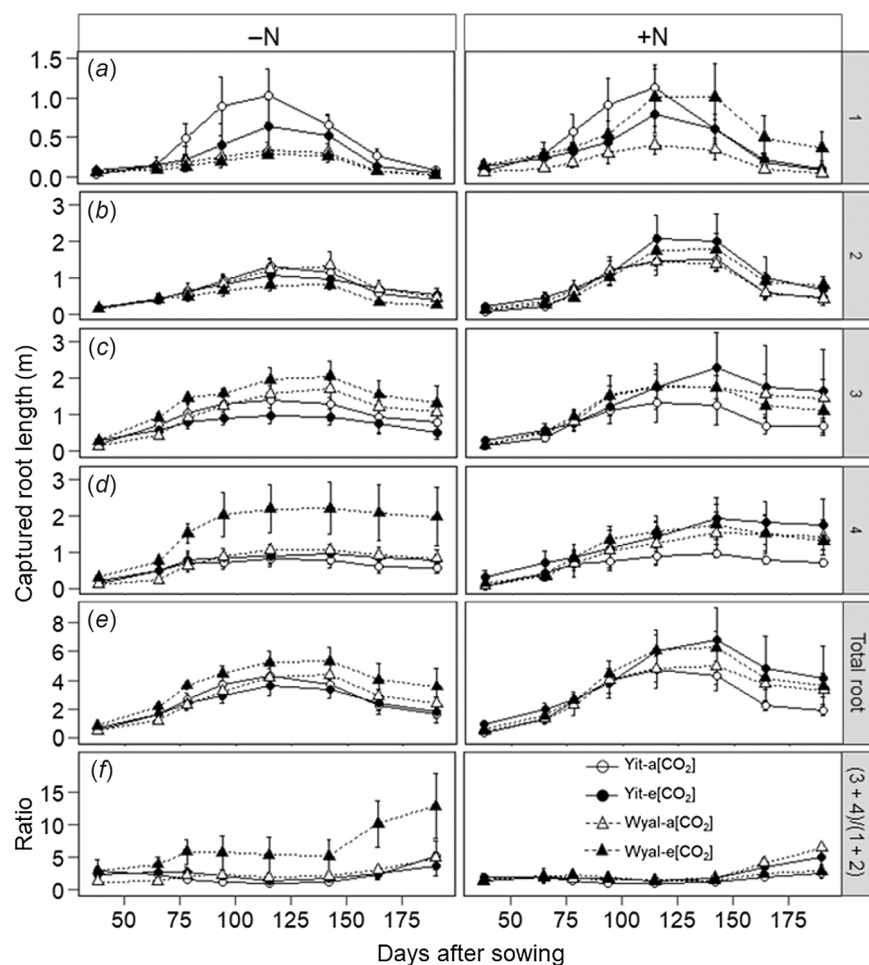 –N
+N
(a)
1.5
1.0
0.5
0.0
1
(b)
3
2
1
0
2
(c)
3
2
1
0
3
(d)
3
2
1
0
4
(e)
8
6
4
2
0
Total root
(f)
15
10
5
0
(3 + 4)/(1 + 2)
Captured root length (m)
Ratio
Yit-a[CO₂]
Yit-e[CO₂]
Wyal-a[CO₂]
Wyal-e[CO₂]
50 75 100 125 150 175
50 75 100 125 150 175
Days after sowing